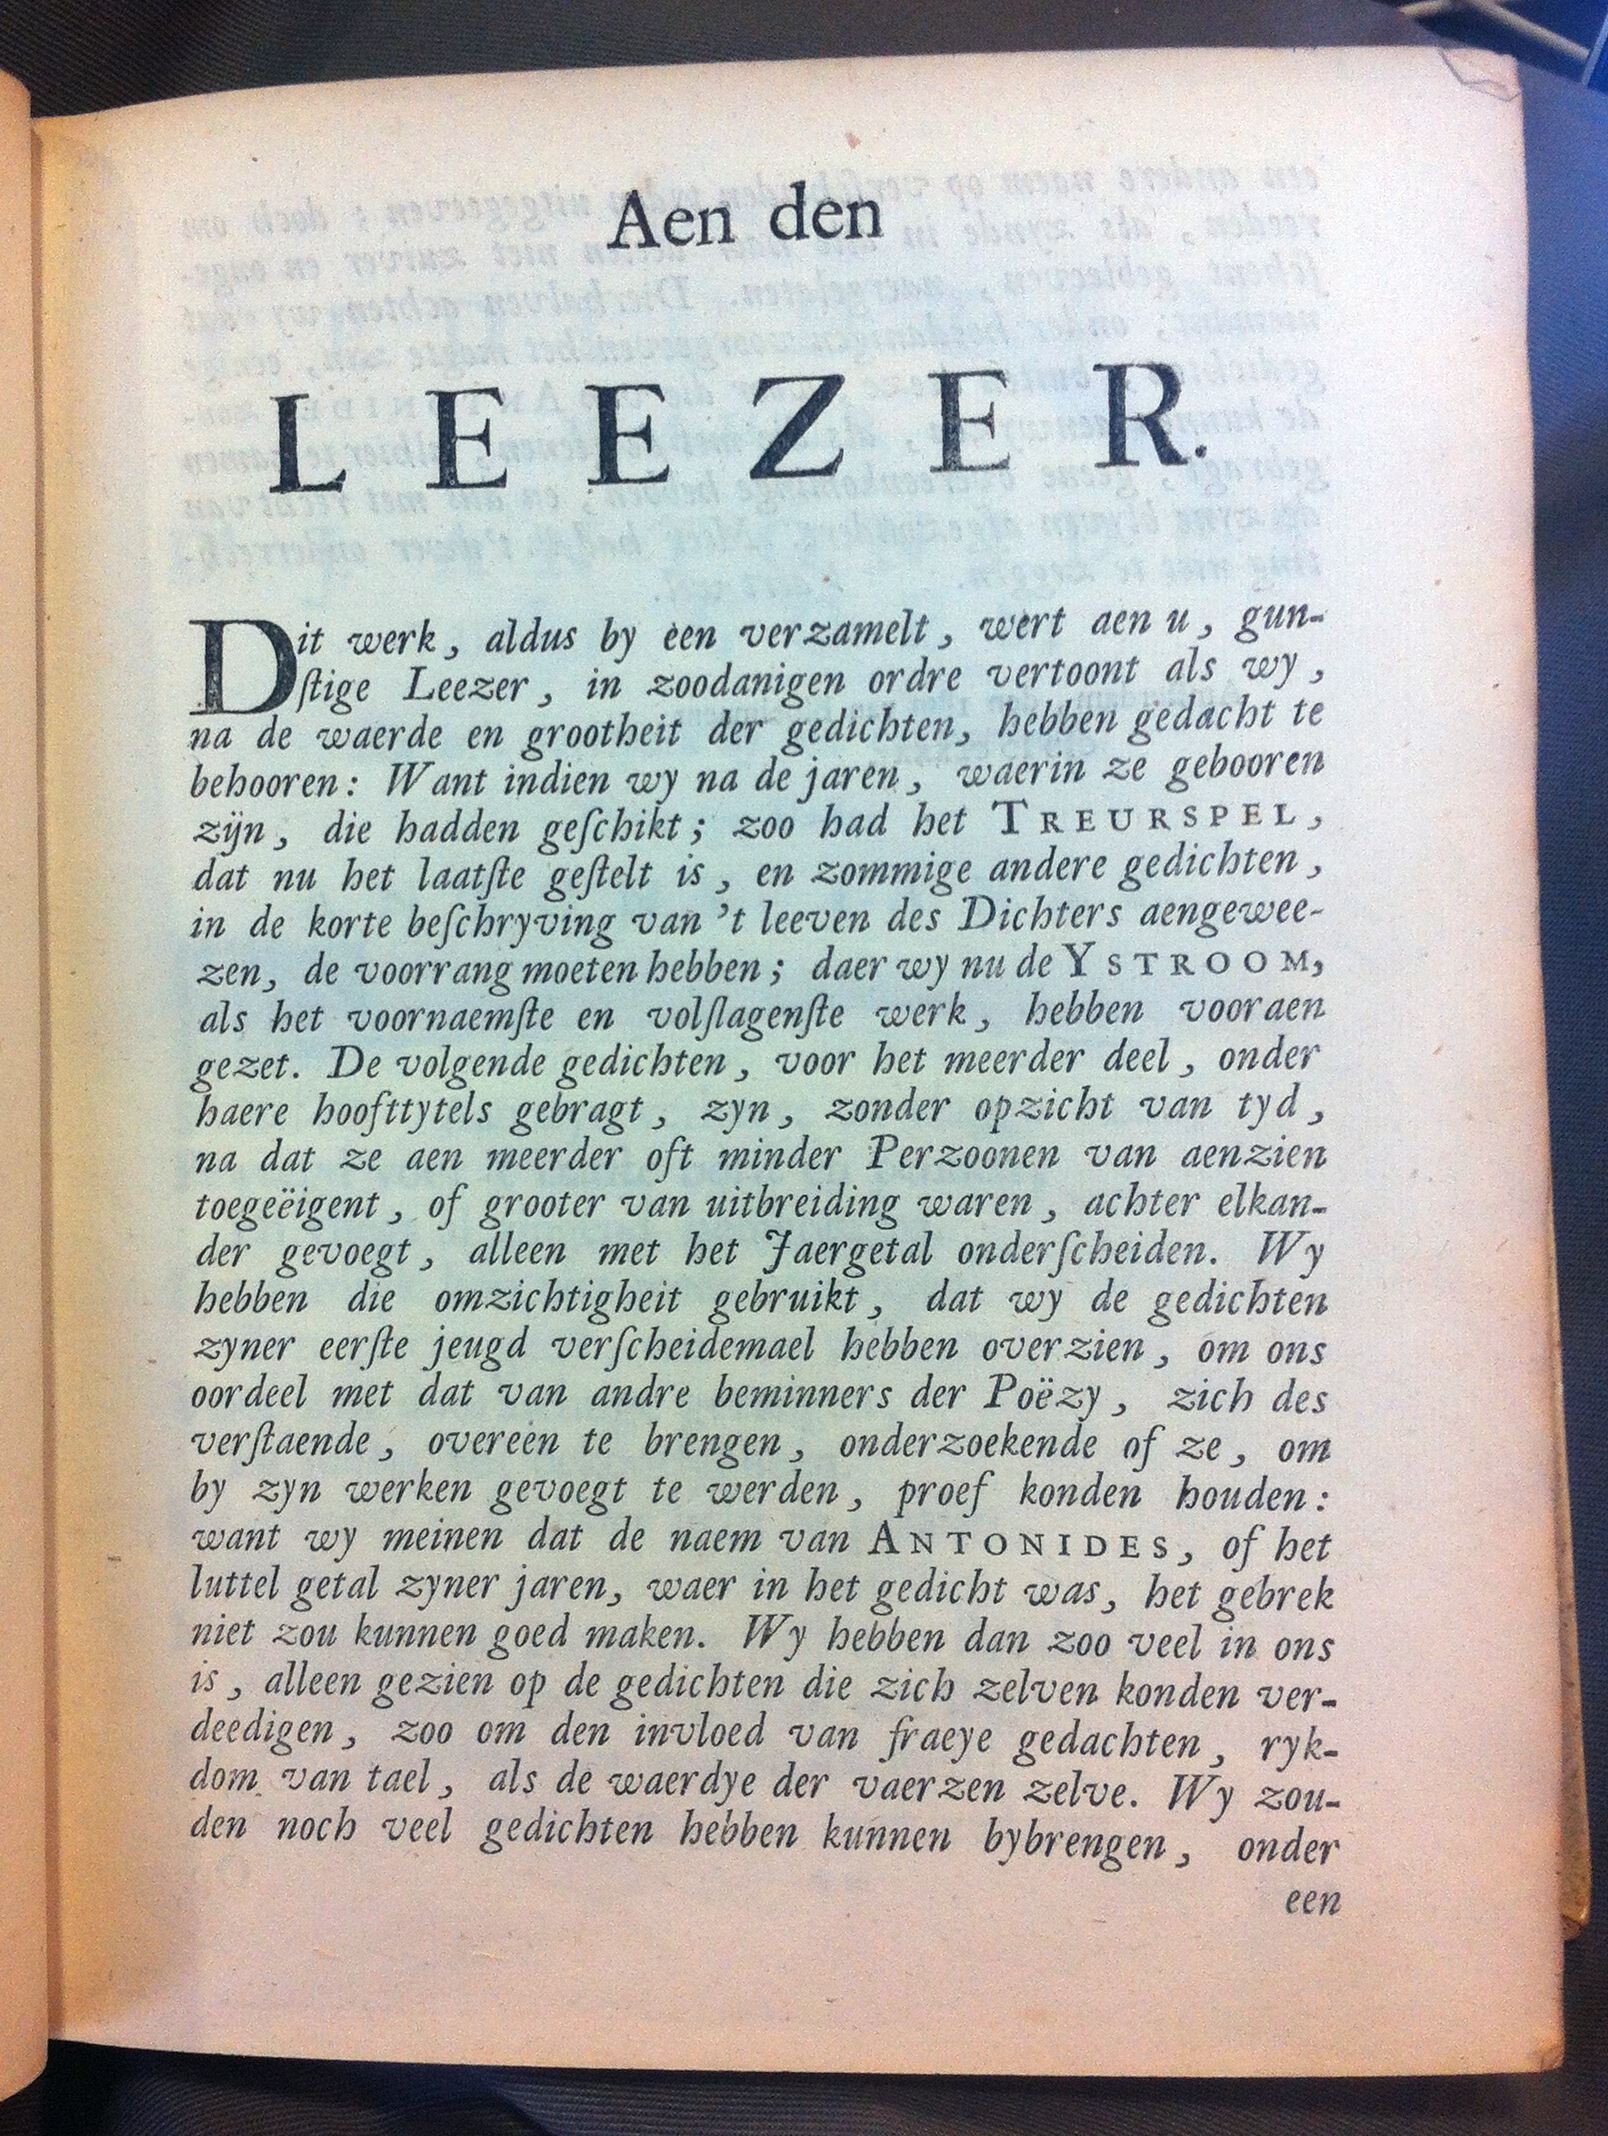 Aen den
LEEZER.
Dit werk, aldus by een verzamelt, wert aen u, gun-
ſtige Leezer, in zoodanigen ordre vertoont als wy,
na de waerde en grootheit der gedichten, hebben gedacht te
behooren: Want indien wy na de jaren, waerin ze gebooren
zijn, die hadden geſchikt; zoo had het TREURSPEL,
dat nu het laatſte geſtelt is, en zommige andere gedichten,
in de korte beſchryving van 't leeven des Dichters aengewee-
zen, de voorrang moeten hebben; daer wy nu de YSTROOM,
als het voornaemſte en volſlagenſte werk, hebben vooraen
gezet. De volgende gedichten, voor het meerder deel, onder
haere hoofttytels gebragt, zyn, zonder opzicht van tyd,
na dat ze aen meerder oft minder Perzoonen van aenzien
toegeëigent, of grooter van uitbreiding waren, achter elkan-
der gevoegt, alleen met het Jaergetal onderſcheiden. Wy
hebben die omzichtigheit gebruikt, dat wy de gedichten
zyner eerſte jeugd verſcheidemael hebben overzien, om ons
oordeel met dat van andre beminners der Poëzy, zich des
verſtaende, overeen te brengen, onderzoekende of ze, om
by zyn werken gevoegt te werden, proef konden houden:
want wy meinen dat de naem van ANTONIDES, of het
luttel getal zyner jaren, waer in het gedicht was, het gebrek
niet zou kunnen goed maken. Wy hebben dan zoo veel in ons
is, alleen gezien op de gedichten die zich zelven konden ver-
deedigen, zoo om den invloed van fraeye gedachten, ryk-
dom van tael, als de waerdye der vaerzen zelve. Wy zou-
den noch veel gedichten hebben kunnen bybrengen, onder
een